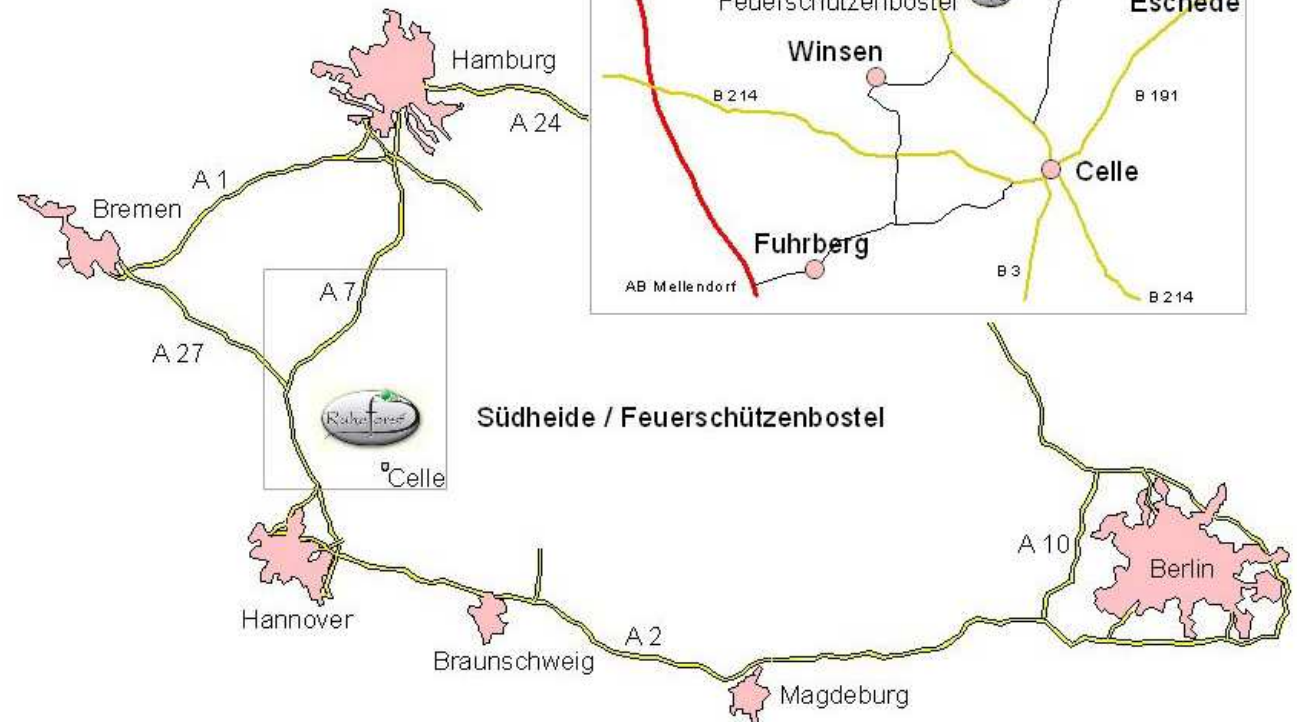 Feuerschützenbostel
Eschede
Winsen
Hamburg
B 214
B 191
A 24
Celle
A 1
Bremen
Fuhrberg
B 3
AB Mellendorf
B 214
A 7
A 27
RuheForst
Südheide / Feuerschützenbostel
Celle
A 10
Berlin
Hannover
A 2
Braunschweig
Magdeburg